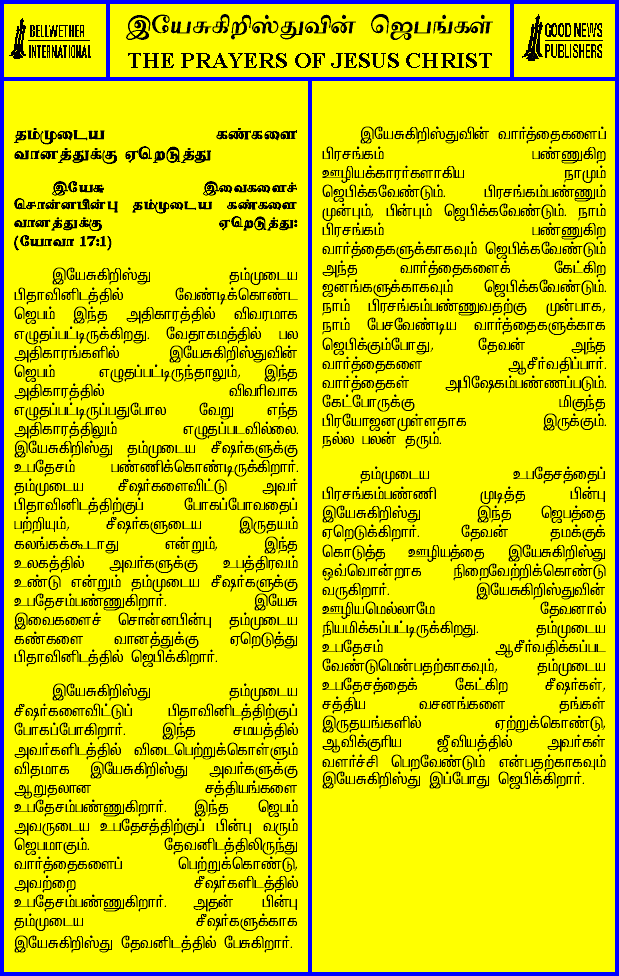 BELLWETHER
INTERNATIONAL
இயேசுகிறிஸ்துவின் ஜெபங்கள்
THE PRAYERS OF JESUS CHRIST
GOOD NEWS
PUBLISHERS
தம்முடைய கண்களை
வானத்துக்கு ஏறெடுத்து
இயேசு இவைகளைச்
சொன்னபின்பு தம்முடைய கண்களை
வானத்துக்கு ஏறெடுத்து:
(யோவா 17:1)
இயேசுகிறிஸ்து தம்முடைய
பிதாவினிடத்தில் வேண்டிக்கொண்ட
ஜெபம் இந்த அதிகாரத்தில் விவரமாக
எழுதப்பட்டிருக்கிறது. வேதாகமத்தில் பல
அதிகாரங்களில் இயேசுகிறிஸ்துவின்
ஜெபம் எழுதப்பட்டிருந்தாலும், இந்த
அதிகாரத்தில் விவரிவாக
எழுதப்பட்டிருப்பதுபோல வேறு எந்த
அதிகாரத்திலும் எழுதப்படவில்லை.
இயேசுகிறிஸ்து தம்முடைய சீஷர்களுக்கு
உபதேசம் பண்ணிக்கொண்டிருக்கிறார்.
தம்முடைய சீஷர்களைவிட்டு அவர்
பிதாவினிடத்திற்குப் போகப்போவதைப்
பற்றியும், சீஷர்களுடைய இருதயம்
கலங்கக்கூடாது என்றும், இந்த
உலகத்தில் அவர்களுக்கு உபத்திரவம்
உண்டு என்றும் தம்முடைய சீஷர்களுக்கு
உபதேசம்பண்ணுகிறார். இயேசு
இவைகளைச் சொன்னபின்பு தம்முடைய
கண்களை வானத்துக்கு ஏறெடுத்து
பிதாவினிடத்தில் ஜெபிக்கிறார்.
இயேசுகிறிஸ்து தம்முடைய
சீஷர்களைவிட்டுப் பிதாவினிடத்திற்குப்
போகப்போகிறார். இந்த சமயத்தில்
அவர்களிடத்தில் விடைபெற்றுக்கொள்ளும்
விதமாக இயேசுகிறிஸ்து அவர்களுக்கு
ஆறுதலான சத்தியங்களை
உபதேசம்பண்ணுகிறார். இந்த ஜெபம்
அவருடைய உபதேசத்திற்குப் பின்பு வரும்
ஜெபமாகும். தேவனிடத்திலிருந்து
வார்த்தைகளைப் பெற்றுக்கொண்டு,
அவற்றை சீஷர்களிடத்தில்
உபதேசம்பண்ணுகிறார். அதன் பின்பு
தம்முடைய சீஷர்களுக்காக
இயேசுகிறிஸ்து தேவனிடத்தில் பேசுகிறார்.
இயேசுகிறிஸ்துவின் வார்த்தைகளைப்
பிரசங்கம் பண்ணுகிற
ஊழியக்காரர்களாகிய நாமும்
ஜெபிக்கவேண்டும். பிரசங்கம்பண்ணும்
முன்பும், பின்பும் ஜெபிக்கவேண்டும். நாம்
பிரசங்கம் பண்ணுகிற
வார்த்தைகளுக்காகவும் ஜெபிக்கவேண்டும்
அந்த வார்த்தைகளைக் கேட்கிற
ஜனங்களுக்காகவும் ஜெபிக்கவேண்டும்.
நாம் பிரசங்கம்பண்ணுவதற்கு முன்பாக,
நாம் பேசவேண்டிய வார்த்தைகளுக்காக
ஜெபிக்கும்போது, தேவன் அந்த
வார்த்தைகளை ஆசீர்வதிப்பார்.
வார்த்தைகள் அபிஷேகம்பண்ணப்படும்.
கேட்போருக்கு மிகுந்த
பிரயோஜனமுள்ளதாக இருக்கும்.
நல்ல பலன் தரும்.
தம்முடைய உபதேசத்தைப்
பிரசங்கம்பண்ணி முடித்த பின்பு
இயேசுகிறிஸ்து இந்த ஜெபத்தை
ஏறெடுக்கிறார். தேவன் தமக்குக்
கொடுத்த ஊழியத்தை இயேசுகிறிஸ்து
ஒவ்வொன்றாக நிறைவேற்றிக்கொண்டு
வருகிறார். இயேசுகிறிஸ்துவின்
ஊழியமெல்லாமே தேவனால்
நியமிக்கப்பட்டிருக்கிறது. தம்முடைய
உபதேசம் ஆசீர்வதிக்கப்பட
வேண்டுமென்பதற்காகவும், தம்முடைய
உபதேசத்தைக் கேட்கிற சீஷர்கள்,
சத்திய வசனங்களை தங்கள்
இருதயங்களில் ஏற்றுக்கொண்டு,
ஆவிக்குரிய ஜீவியத்தில் அவர்கள்
வளர்ச்சி பெறவேண்டும் என்பதற்காகவும்
இயேசுகிறிஸ்து இப்போது ஜெபிக்கிறார்.